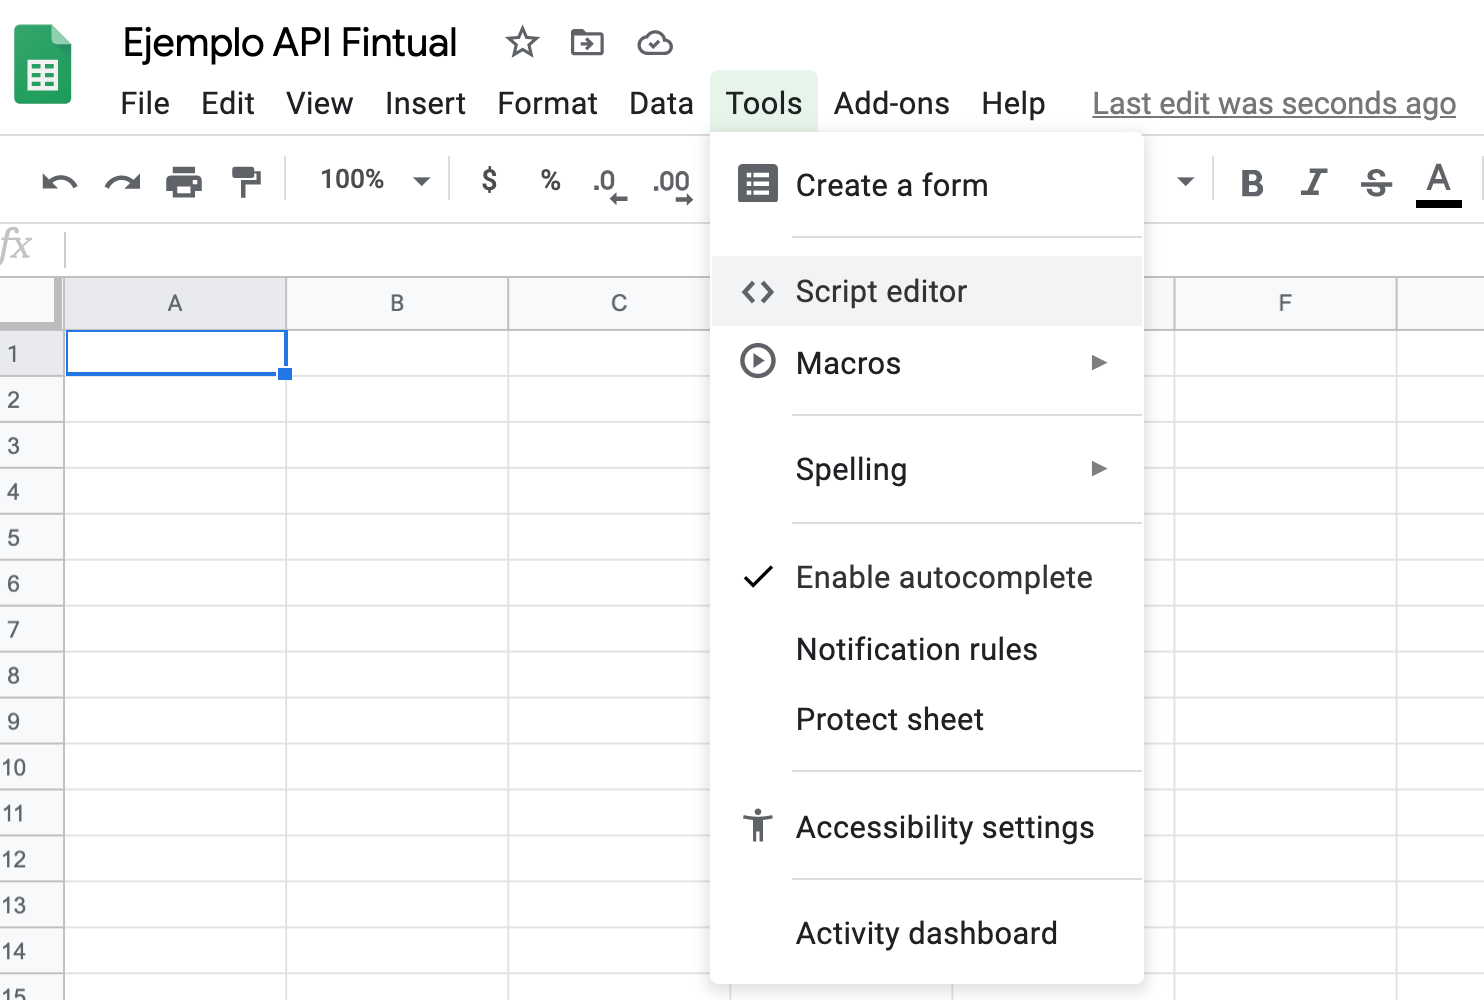 Ejemplo API Fintual
File Edit View Insert Format Data Tools Add-ons Help Last edit was seconds ago
100% $ % .0 .00 B I S A
fx
A B C F
1
2
3
4
5
6
7
8
9
10
11
12
13
14
15
Create a form
Script editor
Macros
Spelling
Enable autocomplete
Notification rules
Protect sheet
Accessibility settings
Activity dashboard